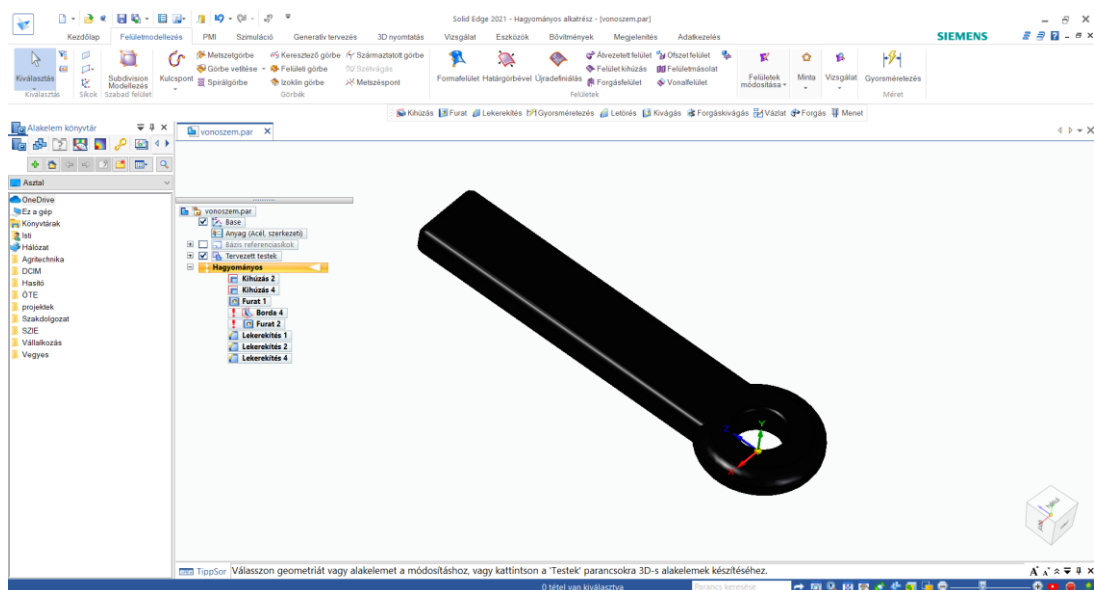 Solid Edge 2021 - Hagyományos alkatrész - [vonoszem.par]
Kezdőlap Felületmodellezés PMI Szimuláció Generatív tervezés 3D nyomtatás Vizsgálat Eszközök Bővítmények Megjelenítés Adatkezelés SIEMENS
Metszetgörbe Keresztező görbe Származtatott görbe Átvezetett felület Ofszet felület
Görbe vetítése Felületi görbe Szétvágás Felület kihúzás Felületmásolat
Spirálgörbe Izoklin görbe Metszéspont Forgásfelület Vonalfelület
Kiválasztás Subdivision Modellezés Kulcspont Formafelület Határgörbével Újradefiniálás Felületek módosítása Minta Vizsgálat Gyorsméretezés
Kiválasztás Síkok Szabad felület Görbék Felületek Méret
Kihúzás Furat Lekerekítés Gyorsméretezés Letörés Kivágás Forgáskivágás Vázlat Forgás Menet
Alakelem könyvtár
vonoszem.par
Asztal
OneDrive
Ez a gép
Könyvtárak
Isti
Hálózat
Agritechnika
DCIM
Hasító
ÖTE
projektek
Szakdolgozat
SZIE
Vállalkozás
Vegyes
vonoszem.par
Base
Anyag (Acél, szerkezeti)
Bázis referenciasíkok
Tervezett testek
Hagyományos
Kihúzás 2
Kihúzás 4
Furat 1
Borda 4
Furat 2
Lekerekítés 1
Lekerekítés 2
Lekerekítés 4
Z Y X
TippSor Válasszon geometriát vagy alakelemet a módosításhoz, vagy kattintson a 'Testek' parancsokra 3D-s alakelemek készítéséhez.
0 tétel van kiválasztva Parancs keresése